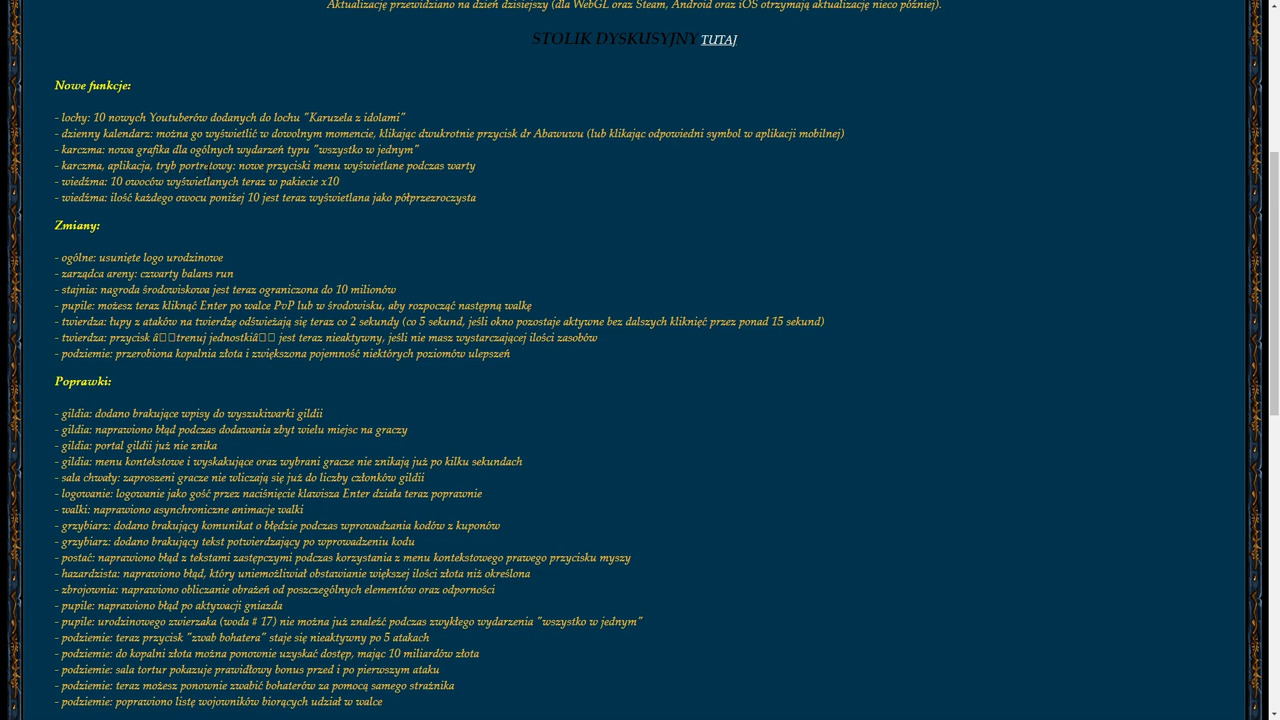 Aktualizację przewidziano na dzień dzisiejszy (dla WebGL oraz Steam, Android oraz iOS otrzymają aktualizację nieco później).
STOLIK DYSKUSYJNY TUTAJ
Nowe funkcje:
- lochy: 10 nowych Youtuberów dodanych do lochu "Karuzela z idolami"
- dzienny kalendarz: można go wyświetlić w dowolnym momencie, klikając dwukrotnie przycisk dr Abawuwu (lub klikając odpowiedni symbol w aplikacji mobilnej)
- karczma: nowa grafika dla ogólnych wydarzeń typu "wszystko w jednym"
- karczma, aplikacja, tryb portretowy: nowe przyciski menu wyświetlane podczas warty
- wiedźma: 10 owoców wyświetlanych teraz w pakiecie x10
- wiedźma: ilość każdego owocu poniżej 10 jest teraz wyświetlana jako półprzezroczysta
Zmiany:
- ogólne: usunięte logo urodzinowe
- zarządca areny: czwarty balans run
- stajnia: nagroda środowiskowa jest teraz ograniczona do 10 milionów
- pupile: możesz teraz kliknąć Enter po walce PvP lub w środowisku, aby rozpocząć następną walkę
- twierdza: łupy z ataków na twierdzę odświeżają się teraz co 2 sekundy (co 5 sekund, jeśli okno pozostaje aktywne bez dalszych kliknięć przez ponad 15 sekund)
- twierdza: przycisk â□□trenuj jednostkiâ□□ jest teraz nieaktywny, jeśli nie masz wystarczającej ilości zasobów
- podziemie: przerobiona kopalnia złota i zwiększona pojemność niektórych poziomów ulepszeń
Poprawki:
- gildia: dodano brakujące wpisy do wyszukiwarki gildii
- gildia: naprawiono błąd podczas dodawania zbyt wielu miejsc na graczy
- gildia: portal gildii już nie znika
- gildia: menu kontekstowe i wyskakujące oraz wybrani gracze nie znikają już po kilku sekundach
- sala chwały: zaproszeni gracze nie wliczają się już do liczby członków gildii
- logowanie: logowanie jako gość przez naciśnięcie klawisza Enter działa teraz poprawnie
- walki: naprawiono asynchroniczne animacje walki
- grzybiarz: dodano brakujący komunikat o błędzie podczas wprowadzania kodów z kuponów
- grzybiarz: dodano brakujący tekst potwierdzający po wprowadzeniu kodu
- postać: naprawiono błąd z tekstami zastępczymi podczas korzystania z menu kontekstowego prawego przycisku myszy
- hazardzista: naprawiono błąd, który uniemożliwiał obstawianie większej ilości złota niż określona
- zbrojownia: naprawiono obliczanie obrażeń od poszczególnych elementów oraz odporności
- pupile: naprawiono błąd po aktywacji gniazda
- pupile: urodzinowego zwierzaka (woda # 17) nie można już znaleźć podczas zwykłego wydarzenia "wszystko w jednym"
- podziemie: teraz przycisk "zwab bohatera" staje się nieaktywny po 5 atakach
- podziemie: do kopalni złota można ponownie uzyskać dostęp, mając 10 miliardów złota
- podziemie: sala tortur pokazuje prawidłowy bonus przed i po pierwszym ataku
- podziemie: teraz możesz ponownie zwabić bohaterów za pomocą samego strażnika
- podziemie: poprawiono listę wojowników biorących udział w walce